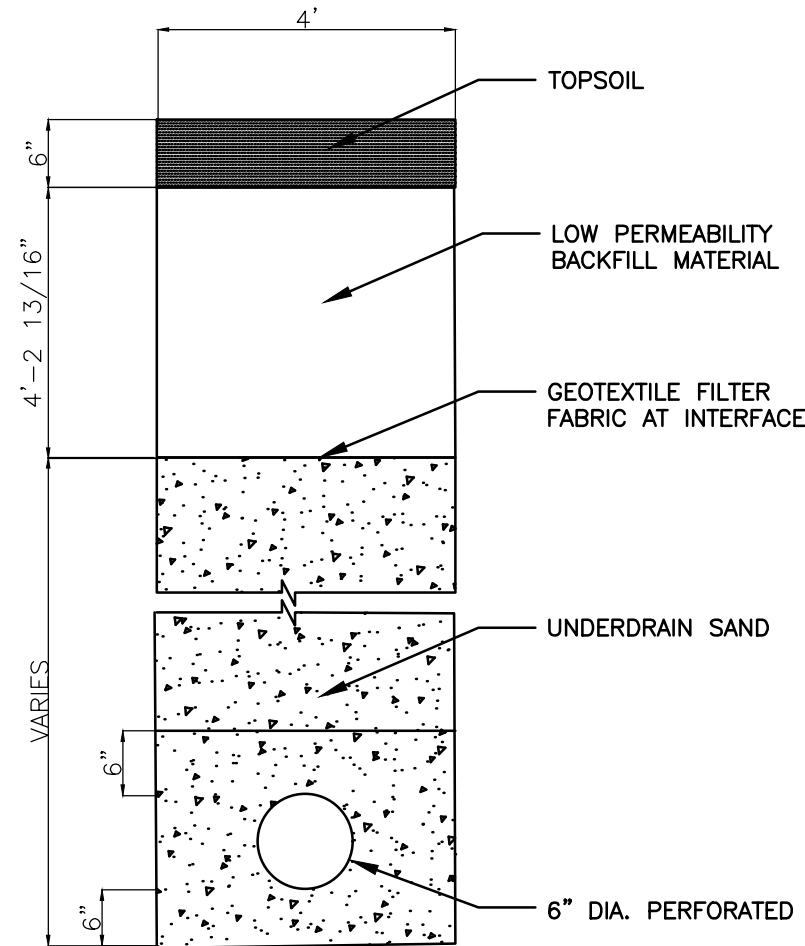 4'
TOPSOIL
6"
LOW PERMEABILITY
BACKFILL MATERIAL
4'-2 13/16"
GEOTEXTILE FILTER
FABRIC AT INTERFACE
UNDERDRAIN SAND
VARIES
6"
6"
6" DIA. PERFORATED